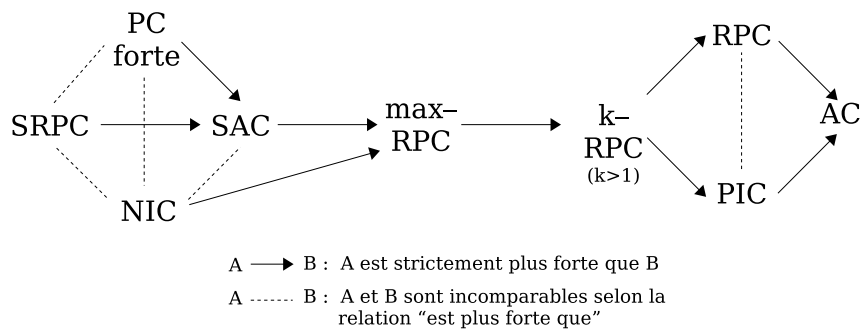 PC
forte
SRPC
SAC
NIC
max–
RPC
k–
RPC
(k>1)
RPC
PIC
AC
A B : A est strictement plus forte que B
A B : A et B sont incomparables selon la
relation “est plus forte que”